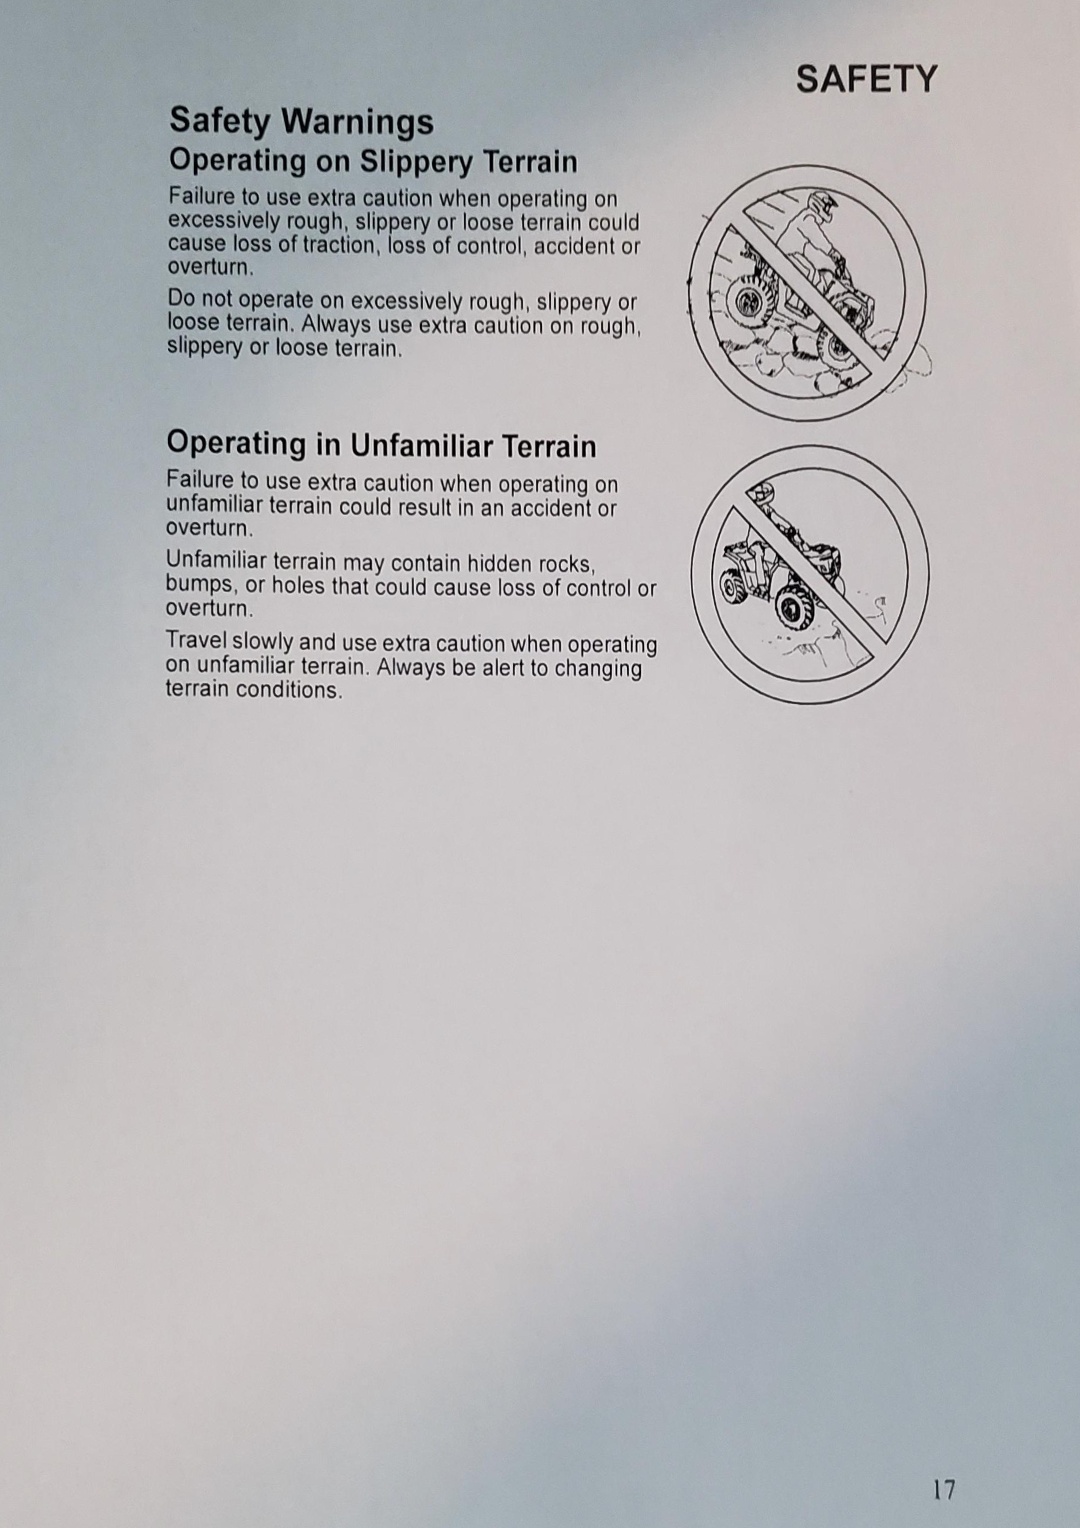 SAFETY
Safety Warnings
Operating on Slippery Terrain
Failure to use extra caution when operating on
excessively rough, slippery or loose terrain could
cause loss of traction, loss of control, accident or
overturn.
Do not operate on excessively rough, slippery or
loose terrain. Always use extra caution on rough,
slippery or loose terrain.
Operating in Unfamiliar Terrain
Failure to use extra caution when operating on
unfamiliar terrain could result in an accident or
overturn.
Unfamiliar terrain may contain hidden rocks,
bumps, or holes that could cause loss of control or
overturn.
Travel slowly and use extra caution when operating
on unfamiliar terrain. Always be alert to changing
terrain conditions.
17